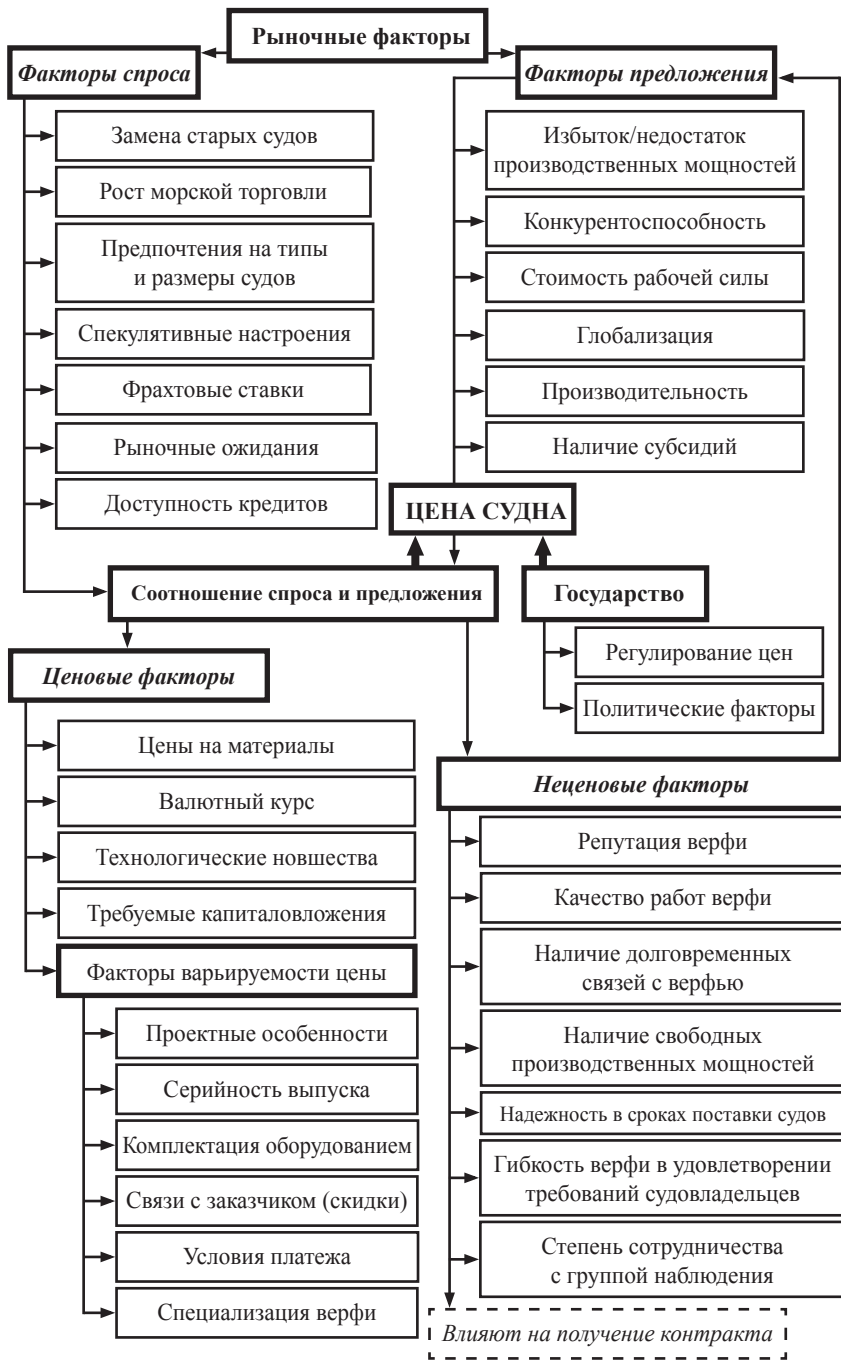 Рыночные факторы
Факторы спроса
Замена старых судов
Рост морской торговли
Предпочтения на типы
и размеры судов
Спекулятивные настроения
Фрахтовые ставки
Рыночные ожидания
Доступность кредитов
Факторы предложения
Избыток/недостаток
производственных мощностей
Конкурентоспособность
Стоимость рабочей силы
Глобализация
Производительность
Наличие субсидий
ЦЕНА СУДНА
Соотношение спроса и предложения
Государство
Регулирование цен
Политические факторы
Ценовые факторы
Цены на материалы
Валютный курс
Технологические новшества
Требуемые капиталовложения
Факторы варьируемости цены
Проектные особенности
Серийность выпуска
Комплектация оборудованием
Связи с заказчиком (скидки)
Условия платежа
Специализация верфи
Неценовые факторы
Репутация верфи
Качество работ верфи
Наличие долговременных
связей с верфью
Наличие свободных
производственных мощностей
Надежность в сроках поставки судов
Гибкость верфи в удовлетворении
требований судовладельцев
Степень сотрудничества
с группой наблюдения
Влияют на получение контракта